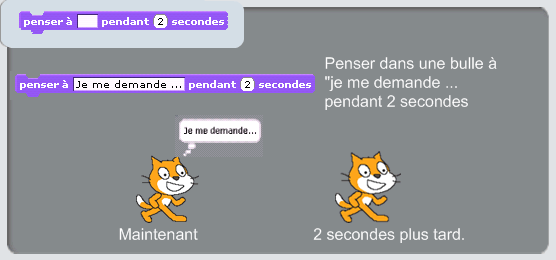 penser à pendant 2 secondes
penser à Je me demande ... pendant 2 secondes
Penser dans une bulle à
"je me demande ...
pendant 2 secondes
Je me demande...
Maintenant
2 secondes plus tard.